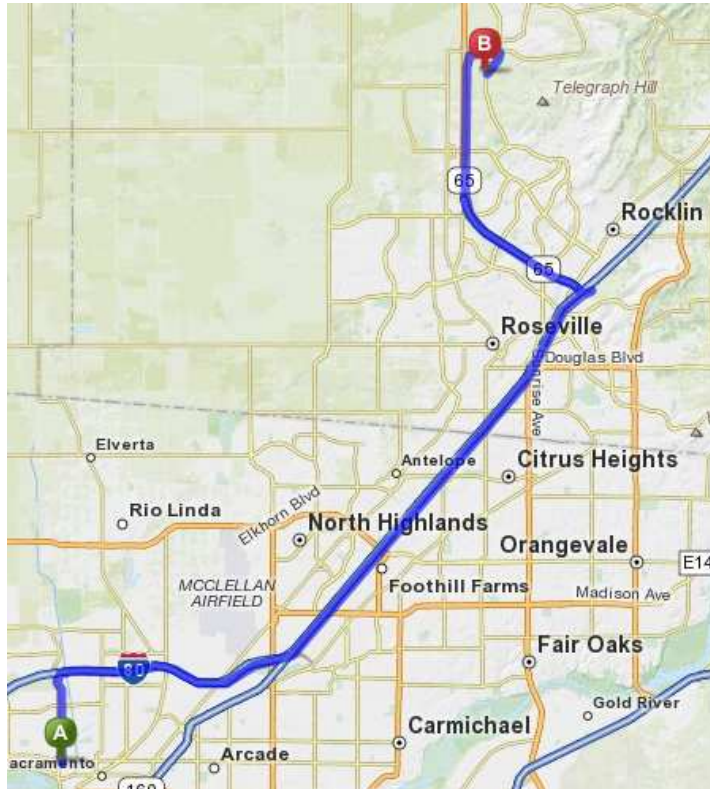 B
Telegraph Hill
65
Rocklin
65
Roseville
Douglas Blvd
Sunrise Ave
Elverta
Antelope
Citrus Heights
Rio Linda
Elkhorn Blvd
North Highlands
Orangevale
E14
MCCLELLAN
AIRFIELD
Foothill Farms
Madison Ave
Fair Oaks
80
Gold River
A
Carmichael
acramento
Arcade
160